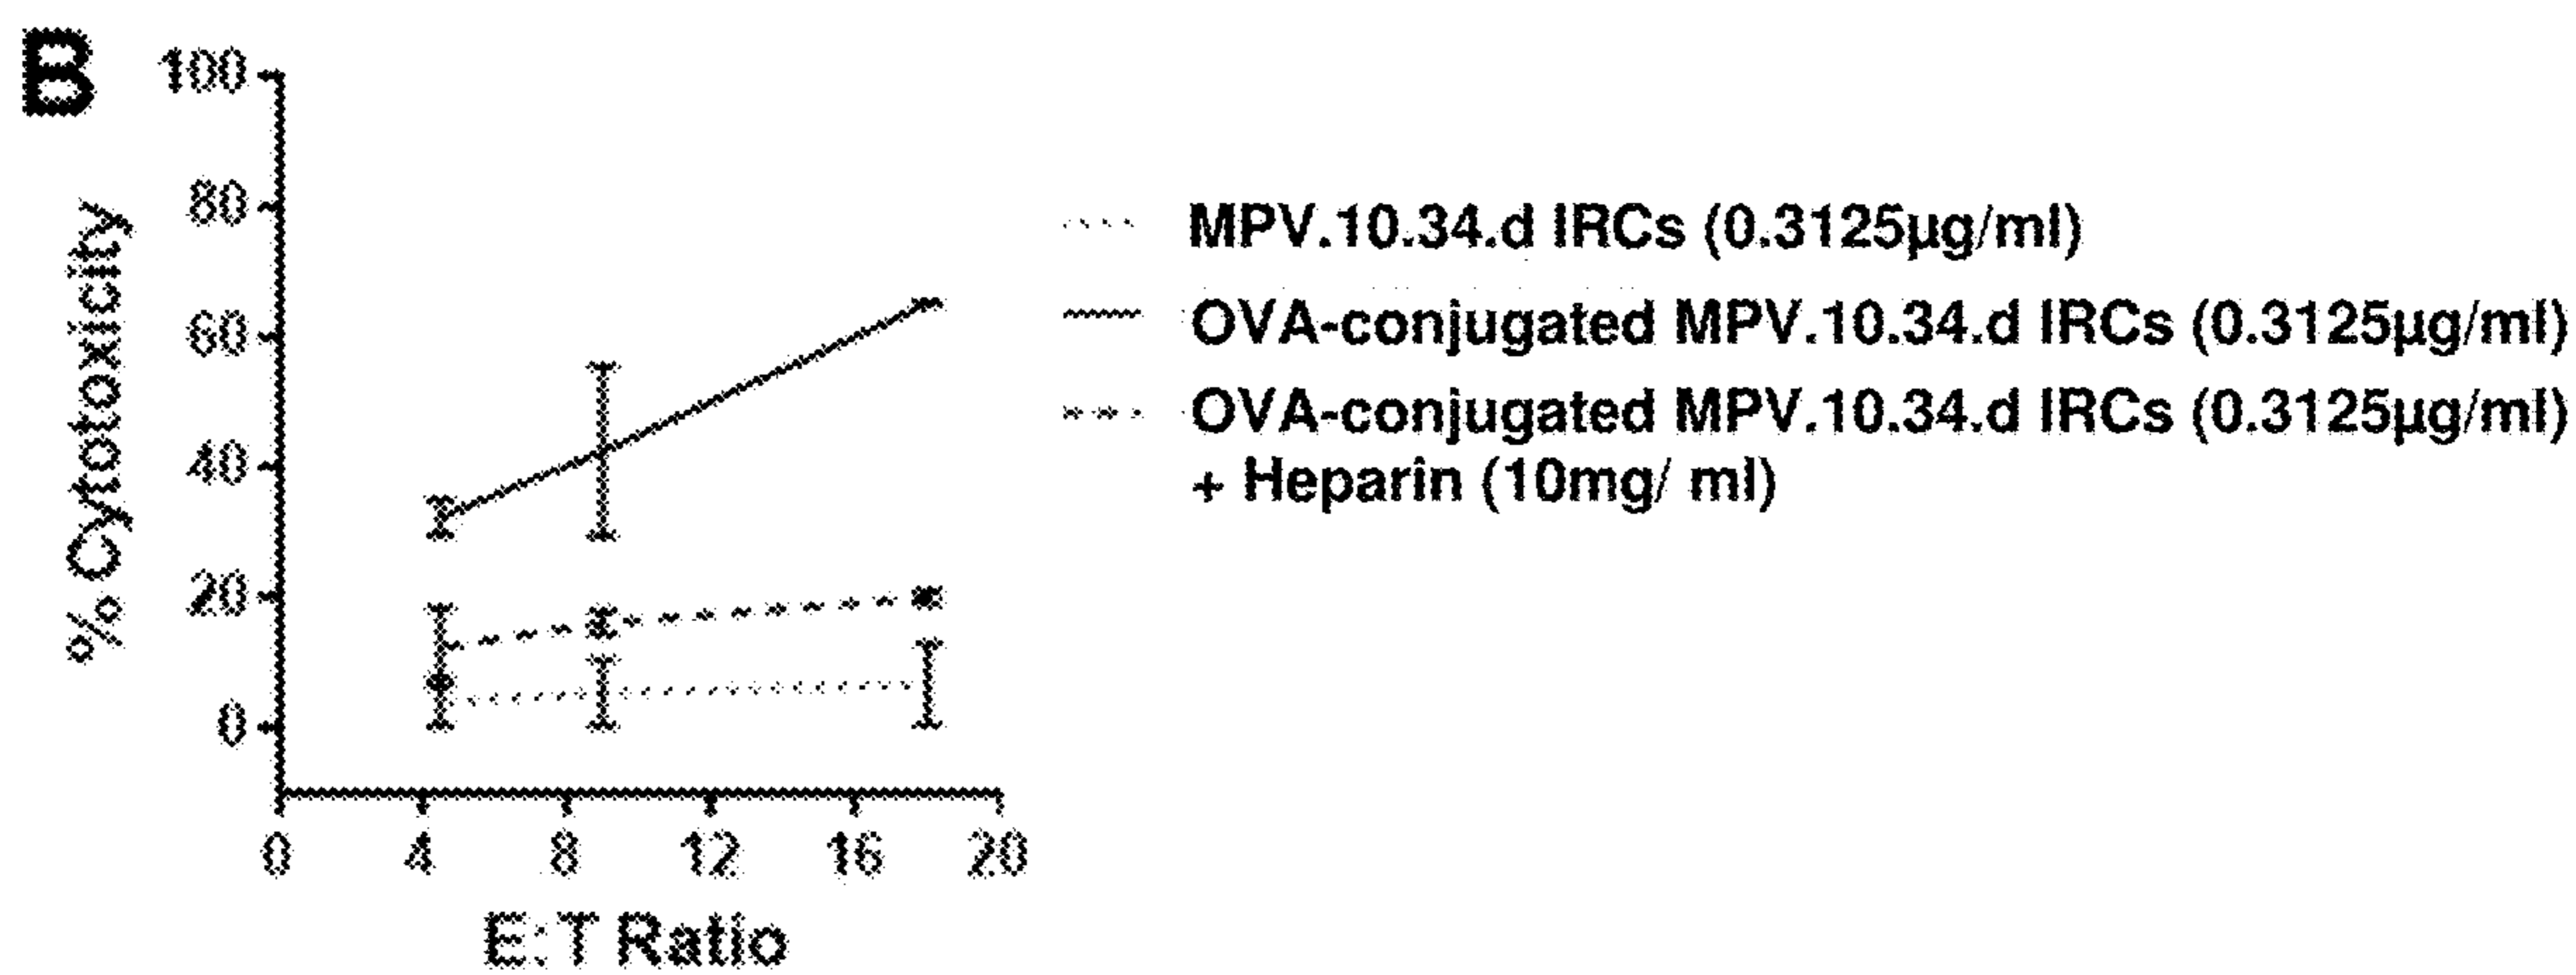 B
100
80
60
40
20
0
% Cytotoxicity
0 4 8 12 16 20
E:T Ratio
MPV.10.34.d IRCs (0.3125µg/ml)
OVA-conjugated MPV.10.34.d IRCs (0.3125µg/ml)
OVA-conjugated MPV.10.34.d IRCs (0.3125µg/ml)
+ Heparin (10mg/ ml)